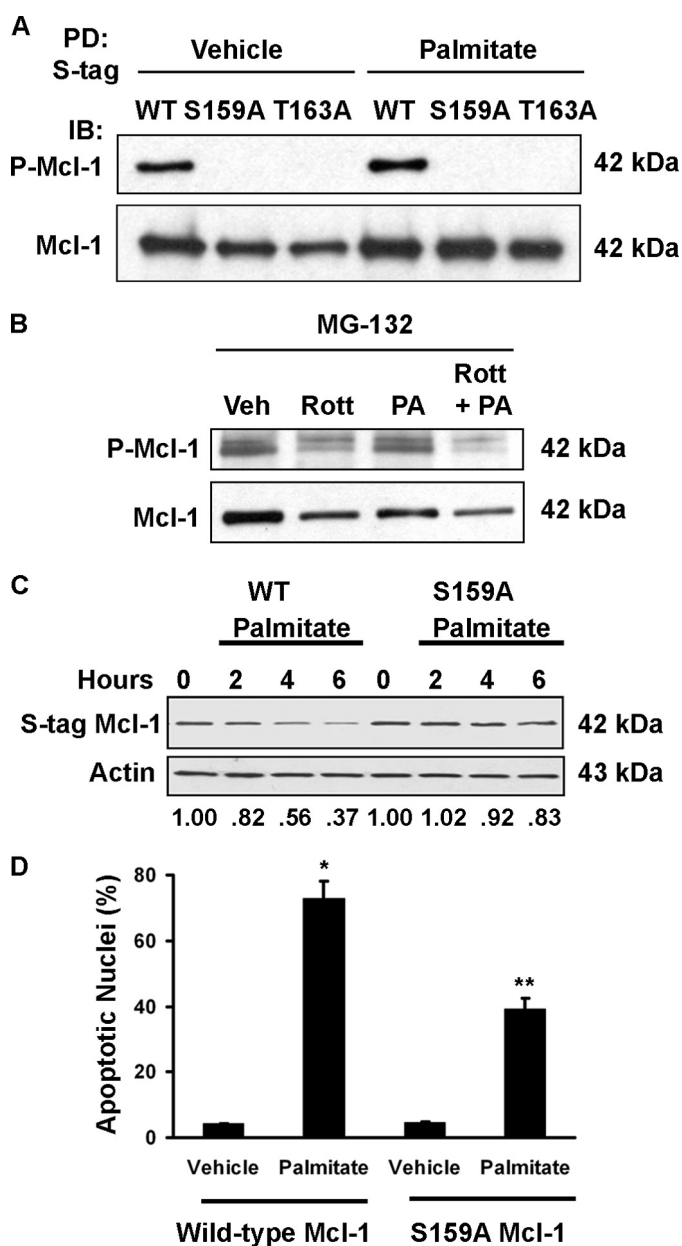 A
PD:
S-tag
Vehicle Palmitate
WT S159A T163A WT S159A T163A
IB:
P-Mcl-1 42 kDa
Mcl-1 42 kDa
B
MG-132
Veh Rott PA Rott + PA
P-Mcl-1 42 kDa
Mcl-1 42 kDa
C
WT S159A
Palmitate Palmitate
Hours 0 2 4 6 0 2 4 6
S-tag Mcl-1 42 kDa
Actin 43 kDa
1.00 .82 .56 .37 1.00 1.02 .92 .83
D
Apoptotic Nuclei (%)
80
60
40
20
0
*
**
Vehicle Palmitate Vehicle Palmitate
Wild-type Mcl-1 S159A Mcl-1